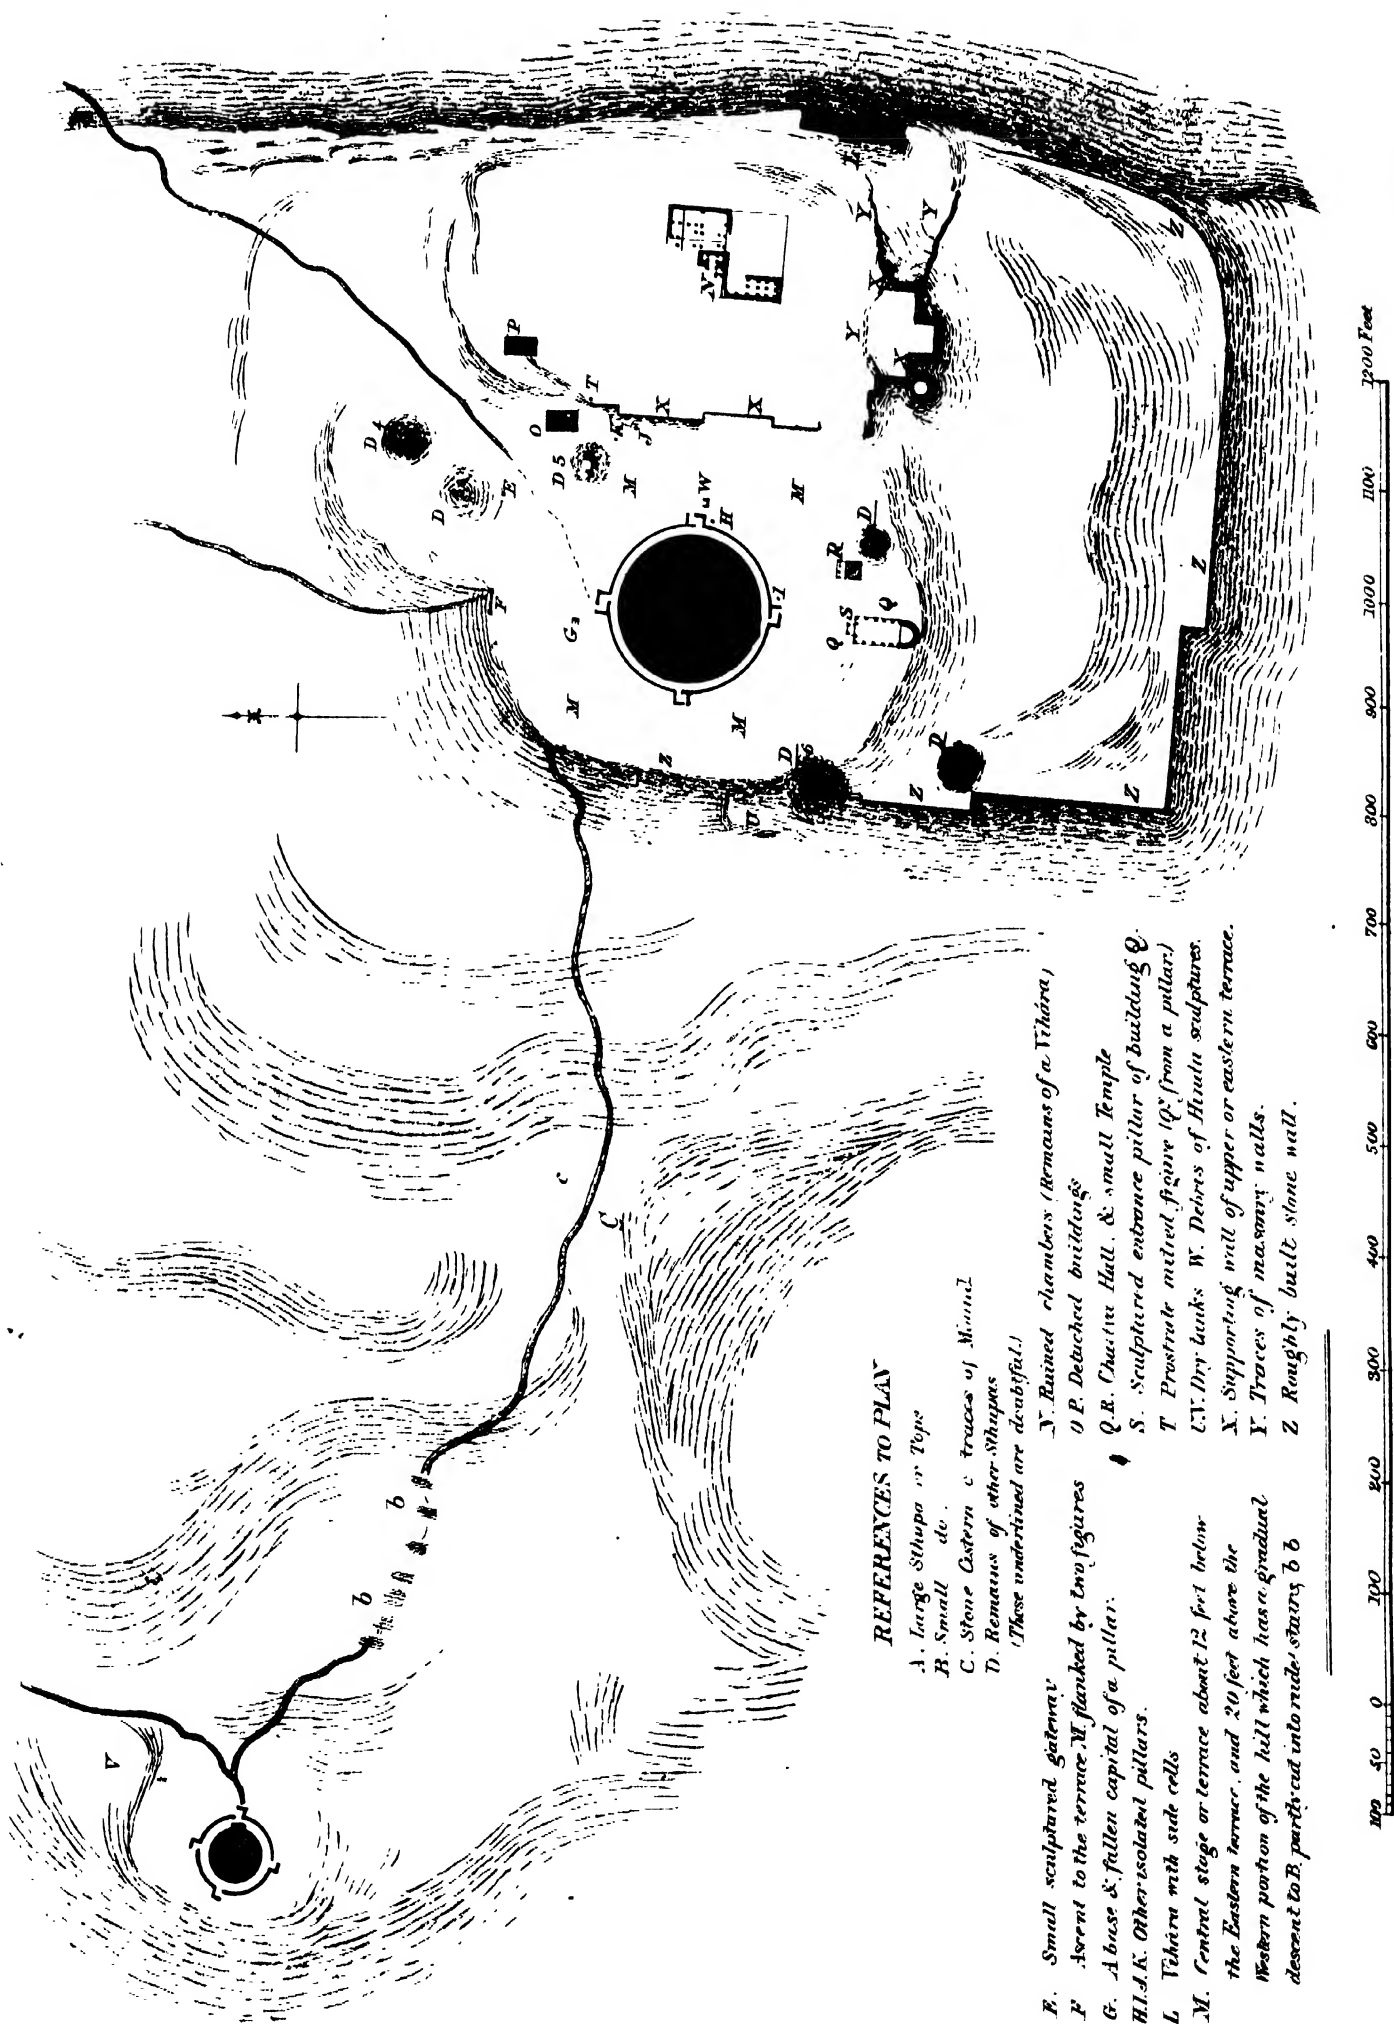 REFERENCES TO PLAN
A. Large Sthupa or Tope
B. Small do.
C. Stone Cistern c traces of Mound
D. Remains of other Sthupas
(These underlined are doubtful.)
E. Small sculptured gateway
F Ascent to the terrace M flanked by two figures
G. A base & fallen capital of a pillar.
H.I.J.K. Other isolated pillars.
L Vihára with side cells
M. Central stage or terrace about 12 feet below
the Eastern terrace, and 20 feet above the
Western portion of the hill which has a gradual
descent to B. partly cut into rude stairs, b b
N. Ruined chambers (Remains of a Vihára)
O P. Detached buildings
Q R. Chaitya Hall, & small Temple
S. Sculptured entrance pillar of building Q.
T Prostrate mitred figure (from a pillar)
U.V. Dry tanks W. Debris of sculptures.
X. Supporting wall of upper or eastern terrace.
Y. Traces of masonry walls.
Z Roughly built stone wall.
100 50 0 100 200 300 400 500 600 700 800 900 1000 1100 1200 Feet
V
b
b
c
C
U
Z
D
6
Z
D
Z
M
M
G
F
H
W
I
M
M
Q
S
Q
R
D
D
4
D
E
D 5
O
P
T
K
J
X
X
N
Y
Y
Y
X
X
Z
Z